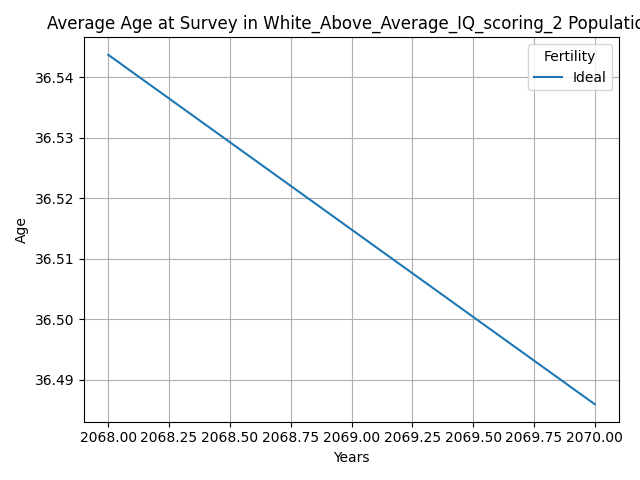 Average Age at Survey in White_Above_Average_IQ_scoring_2 Populatio
Fertility
Ideal
36.54
36.53
36.52
36.51
36.50
36.49
Age
2068.00 2068.25 2068.50 2068.75 2069.00 2069.25 2069.50 2069.75 2070.00
Years